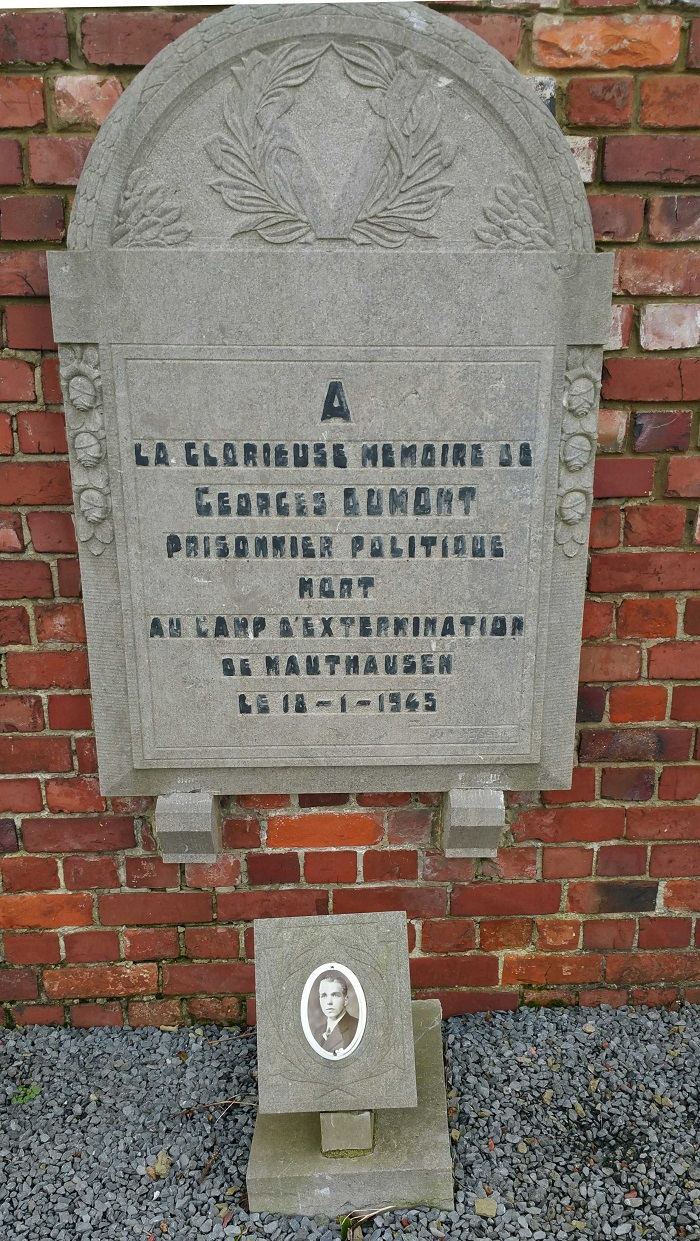 V
A
LA GLORIEUSE MEMOIRE DE
GEORGES DUMONT
PRISONNIER POLITIQUE
MORT
AU CAMP D'EXTERMINATION
DE MAUTHAUSEN
LE 18-1-1945